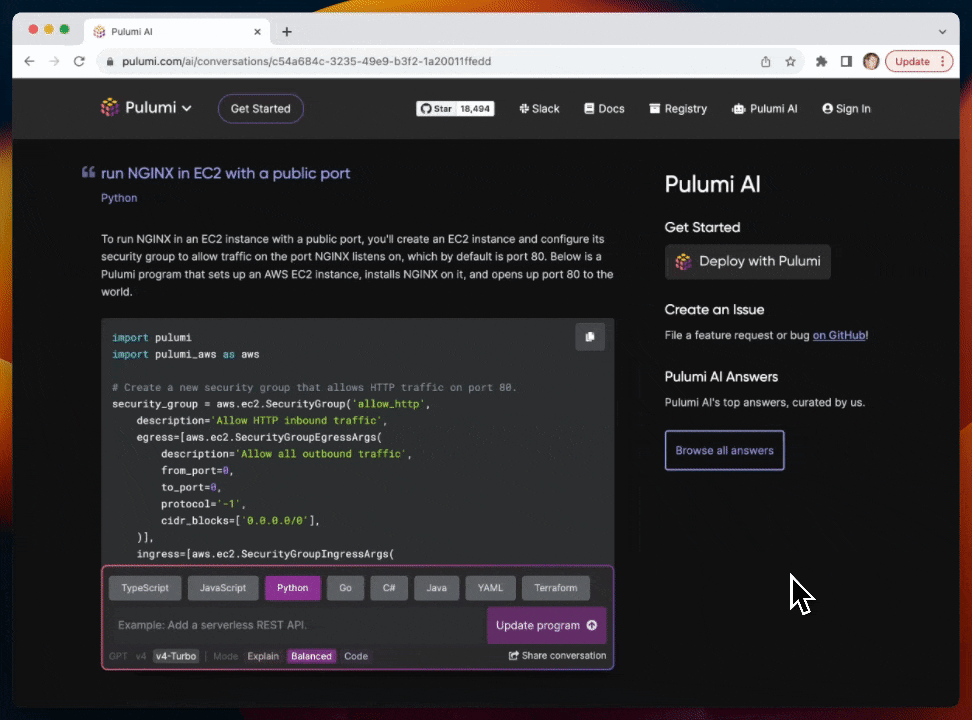 Pulumi AI
pulumi.com/ai/conversations/c54a684c-3235-49e9-b3f2-1a20011ffedd
Update
Pulumi
Get Started
Star 18,494
Slack
Docs
Registry
Pulumi AI
Sign In
run NGINX in EC2 with a public port
Python
To run NGINX in an EC2 instance with a public port, you'll create an EC2 instance and configure its
security group to allow traffic on the port NGINX listens on, which by default is port 80. Below is a
Pulumi program that sets up an AWS EC2 instance, installs NGINX on it, and opens up port 80 to the
world.
import pulumi
import pulumi_aws as aws
# Create a new security group that allows HTTP traffic on port 80.
security_group = aws.ec2.SecurityGroup('allow_http',
    description='Allow HTTP inbound traffic',
    egress=[aws.ec2.SecurityGroupEgressArgs(
        description='Allow all outbound traffic',
        from_port=0,
        to_port=0,
        protocol='-1',
        cidr_blocks=['0.0.0.0/0'],
    )],
    ingress=[aws.ec2.SecurityGroupIngressArgs(
TypeScript
JavaScript
Python
Go
C#
Java
YAML
Terraform
Example: Add a serverless REST API.
Update program
GPT v4 v4-Turbo | Mode Explain Balanced Code
Share conversation
Pulumi AI
Get Started
Deploy with Pulumi
Create an Issue
File a feature request or bug on GitHub!
Pulumi AI Answers
Pulumi AI's top answers, curated by us.
Browse all answers